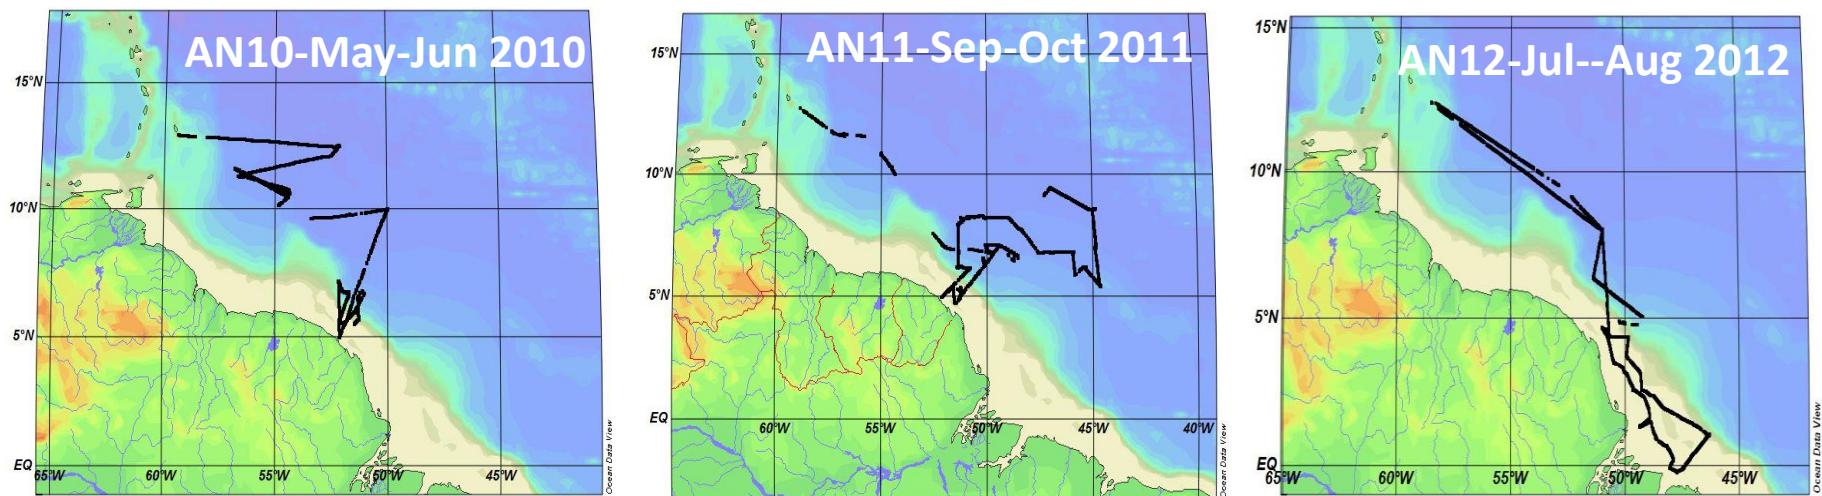 AN10-May-Jun 2010
15°N
10°N
5°N
EQ
65W
60°W
55°W
50°W
45°W
Ocean Data View
AN11-Sep-Oct 2011
15°N
10°N
5°N
EQ
60°W
55°W
50°W
45°W
40°W
Ocean Data View
AN12-Jul--Aug 2012
15°N
10°N
5°N
EQ
65°W
60°W
55°W
50°W
45°W
Ocean Data View